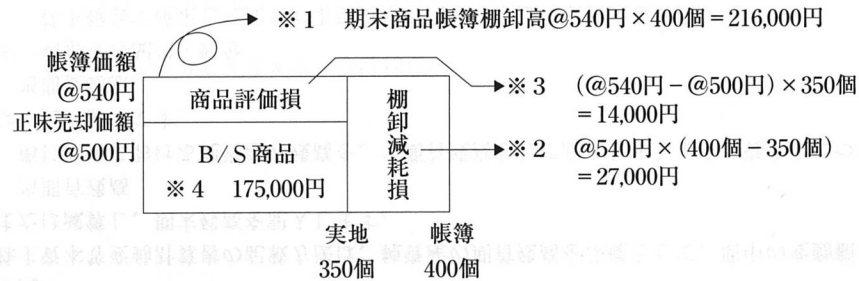 ※1 期末商品帳簿棚卸高@540円×400個＝216,000円
帳簿価額
@540円
正味売却価額
@500円
商品評価損
B/S 商品
※4 175,000円
棚卸減耗損
※3 （@540円－@500円）×350個
＝14,000円
※2 @540円×（400個－350個）
＝27,000円
実地 帳簿
350個 400個